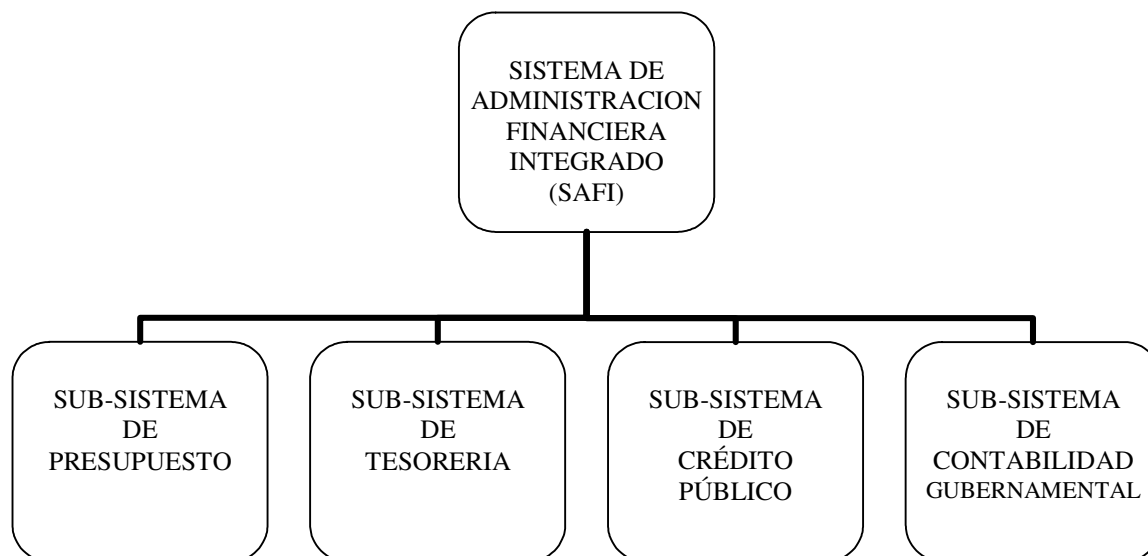 SISTEMA DE
ADMINISTRACION
FINANCIERA
INTEGRADO
(SAFI)
SUB-SISTEMA
DE
PRESUPUESTO
SUB-SISTEMA
DE
TESORERIA
SUB-SISTEMA
DE
CRÉDITO
PÚBLICO
SUB-SISTEMA
DE
CONTABILIDAD
GUBERNAMENTAL